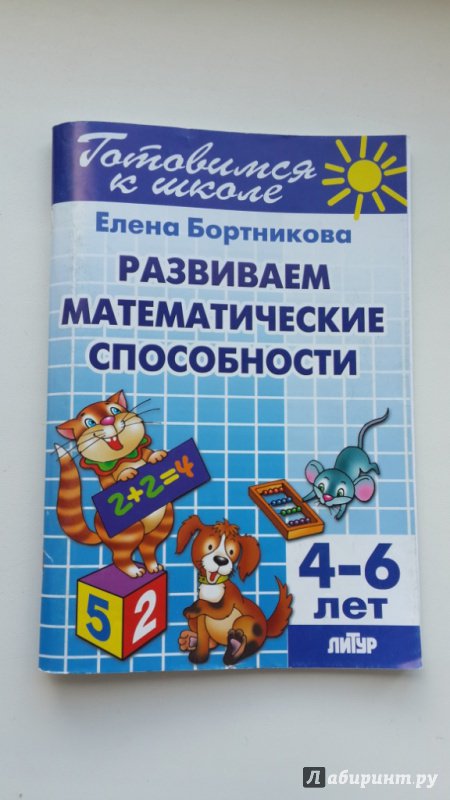 Готовимся
к школе
Елена Бортникова
РАЗВИВАЕМ
МАТЕМАТИЧЕСКИЕ
СПОСОБНОСТИ
2+2=4
5 2
4-6
лет
ЛИТУР
Лабиринт.ру